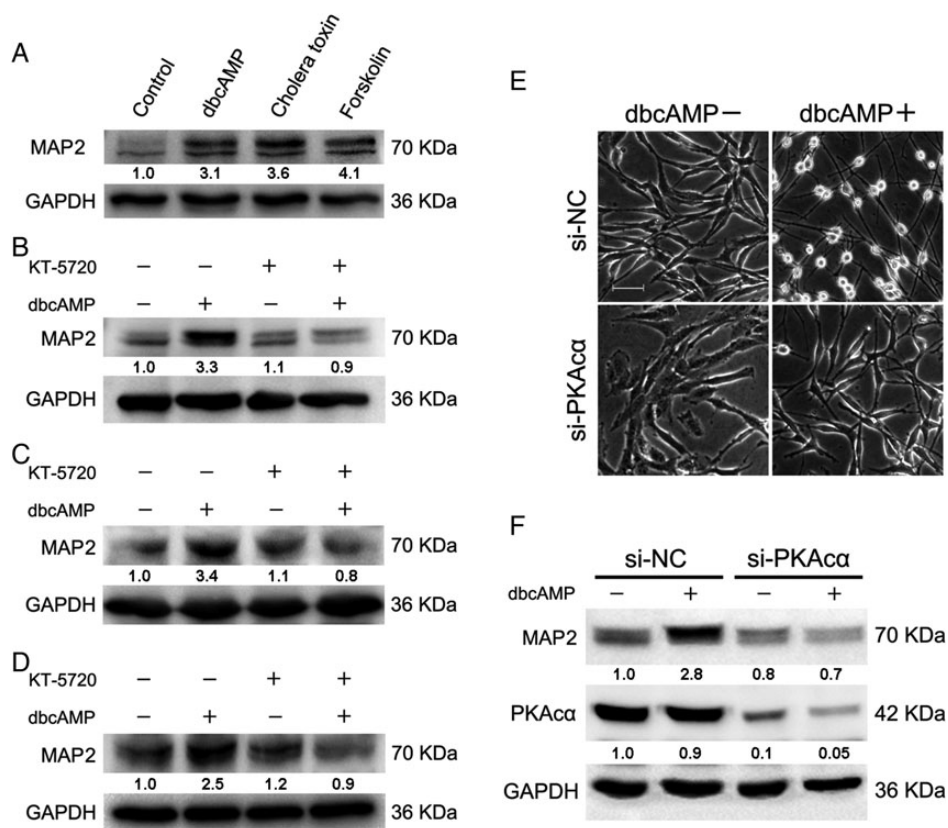 A
Control
dbcAMP
Cholera toxin
Forskolin
MAP2
70 KDa
1.0 3.1 3.6 4.1
GAPDH
36 KDa
B
KT-5720 – – + +
dbcAMP – + – +
MAP2
70 KDa
1.0 3.3 1.1 0.9
GAPDH
36 KDa
C
KT-5720 – – + +
dbcAMP – + – +
MAP2
70 KDa
1.0 3.4 1.1 0.8
GAPDH
36 KDa
D
KT-5720 – – + +
dbcAMP – + – +
MAP2
70 KDa
1.0 2.5 1.2 0.9
GAPDH
36 KDa
E
dbcAMP – dbcAMP +
si-NC
si-PKAcα
F
si-NC si-PKAcα
dbcAMP – + – +
MAP2
70 KDa
1.0 2.8 0.8 0.7
PKAcα
42 KDa
1.0 0.9 0.1 0.05
GAPDH
36 KDa